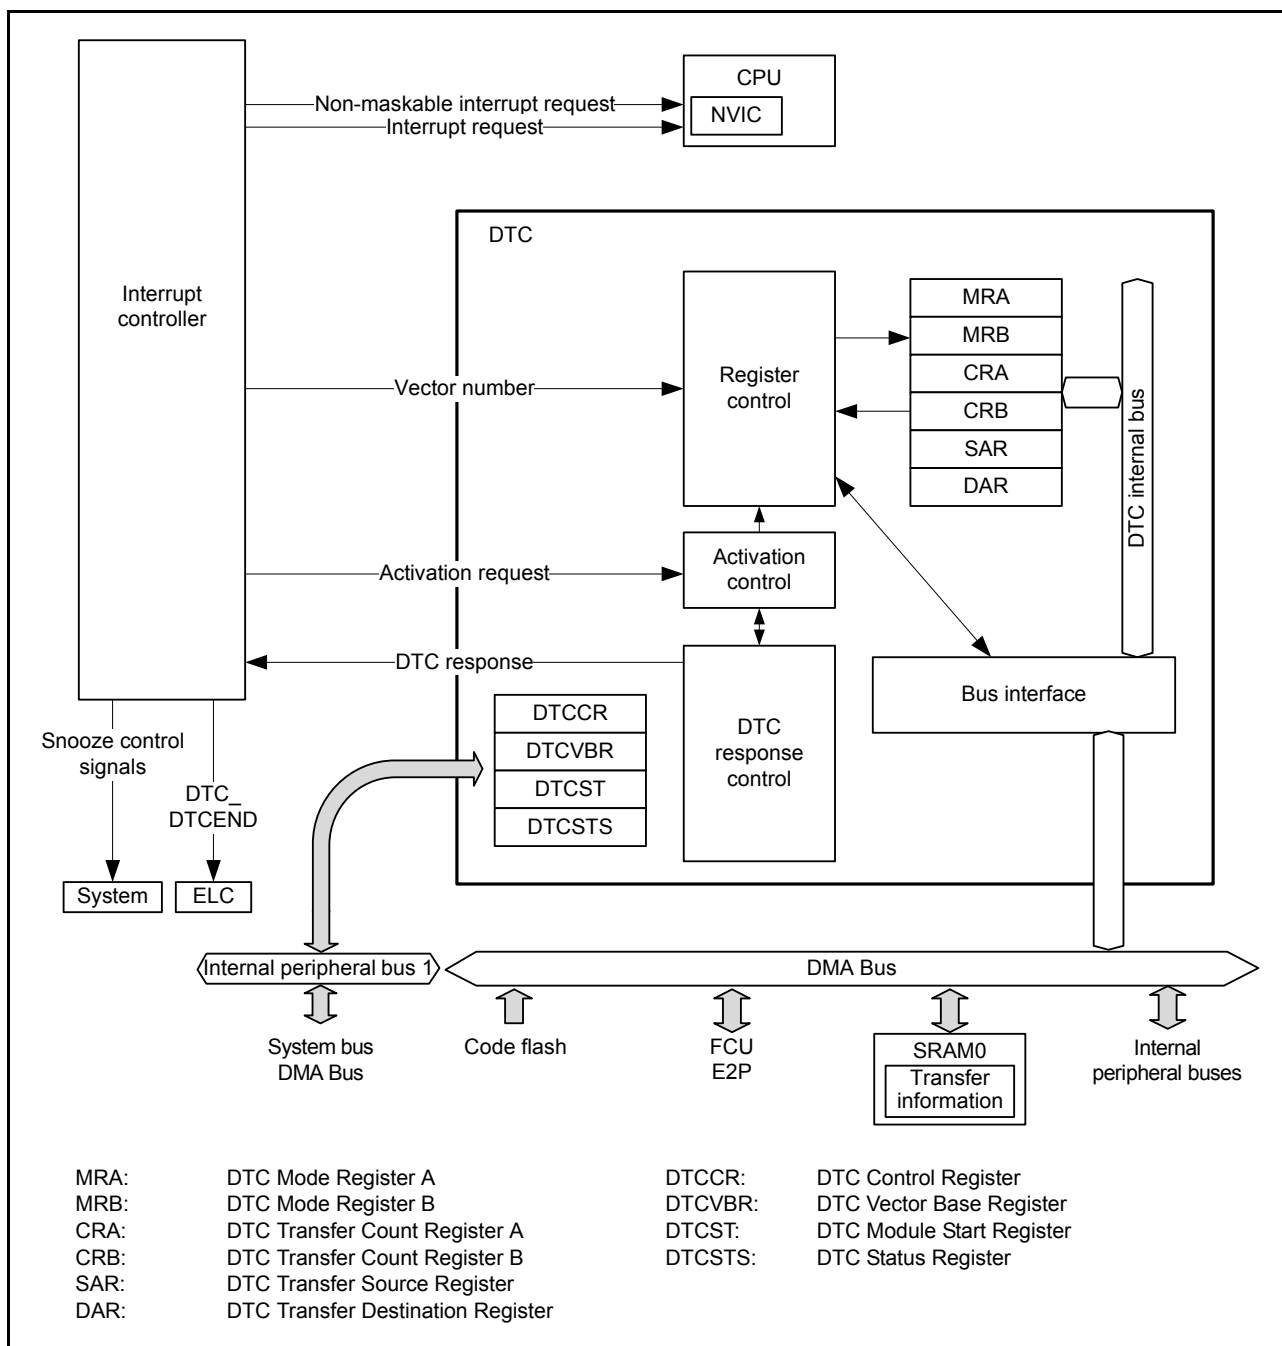 CPU
NVIC
Non-maskable interrupt request
Interrupt request
DTC
Interrupt
controller
Vector number
Register
control
MRA
MRB
CRA
CRB
SAR
DAR
DTC internal bus
Activation request
Activation
control
DTC response
Bus interface
DTC
response
control
DTCCR
DTCVBR
DTCST
DTCSTS
Snooze control
signals
DTC_
DTCEND
System
ELC
Internal peripheral bus 1
DMA Bus
System bus
DMA Bus
Code flash
FCU
E2P
SRAM0
Transfer
information
Internal
peripheral buses
MRA: DTC Mode Register A
MRB: DTC Mode Register B
CRA: DTC Transfer Count Register A
CRB: DTC Transfer Count Register B
SAR: DTC Transfer Source Register
DAR: DTC Transfer Destination Register
DTCCR: DTC Control Register
DTCVBR: DTC Vector Base Register
DTCST: DTC Module Start Register
DTCSTS: DTC Status Register